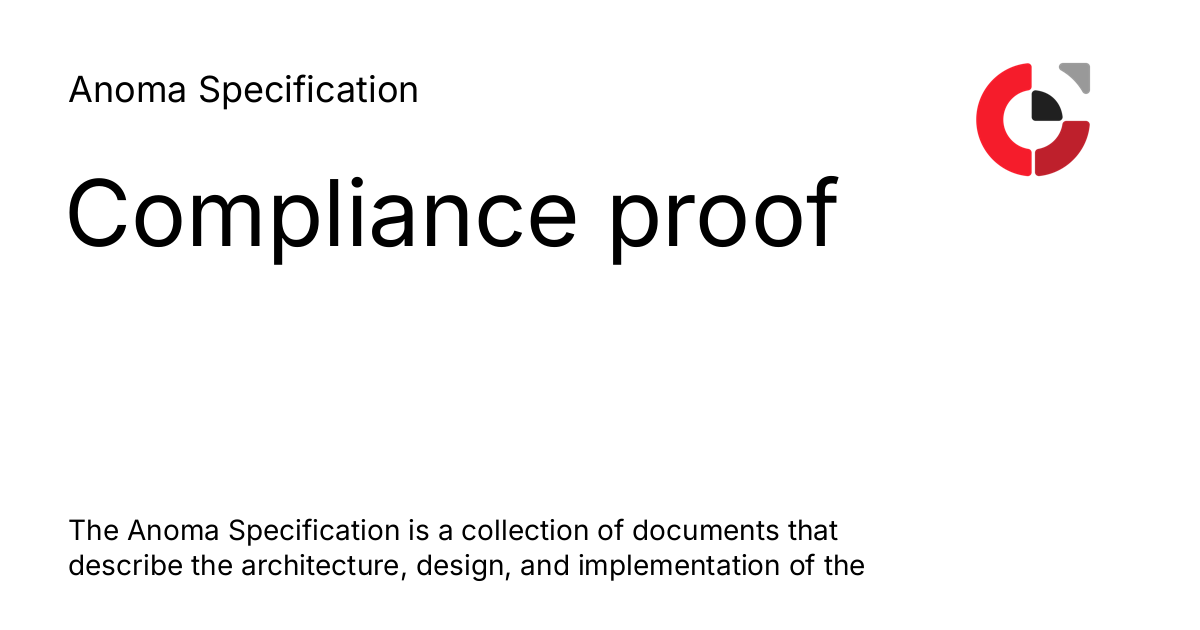 Anoma Specification
Compliance proof
The Anoma Specification is a collection of documents that
describe the architecture, design, and implementation of the